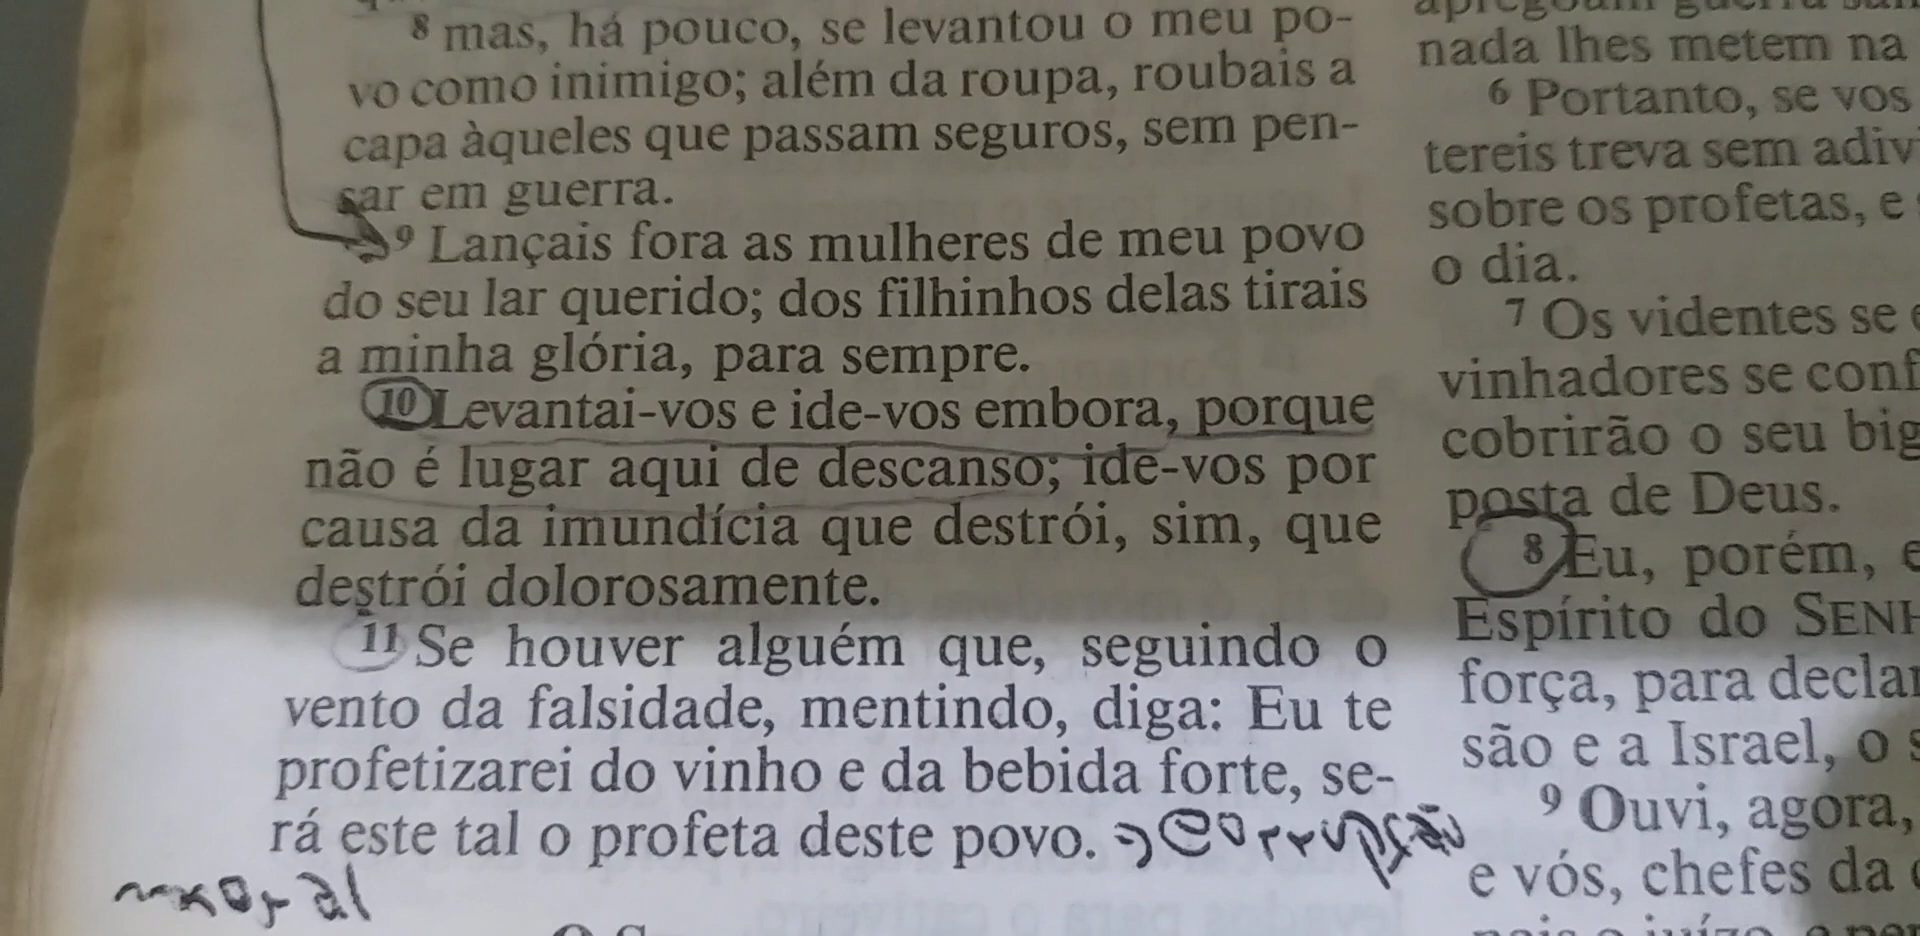 8 mas, há pouco, se levantou o meu po-
vo como inimigo; além da roupa, roubais a
capa àqueles que passam seguros, sem pen-
sar em guerra.
9 Lançais fora as mulheres de meu povo
do seu lar querido; dos filhinhos delas tirais
a minha glória, para sempre.
10 Levantai-vos e ide-vos embora, porque
não é lugar aqui de descanso; ide-vos por
causa da imundícia que destrói, sim, que
destrói dolorosamente.
11 Se houver alguém que, seguindo o
vento da falsidade, mentindo, diga: Eu te
profetizarei do vinho e da bebida forte, se-
rá este tal o profeta deste povo. → corrupção
moral
nada lhes metem na
6 Portanto, se vos
tereis treva sem adiv
sobre os profetas, e
o dia.
7 Os videntes se
vinhadores se conf
cobrirão o seu big
posta de Deus.
8 Eu, porém,
Espírito do SENH
força, para declar
são e a Israel, o
9 Ouvi, agora,
e vós, chefes da